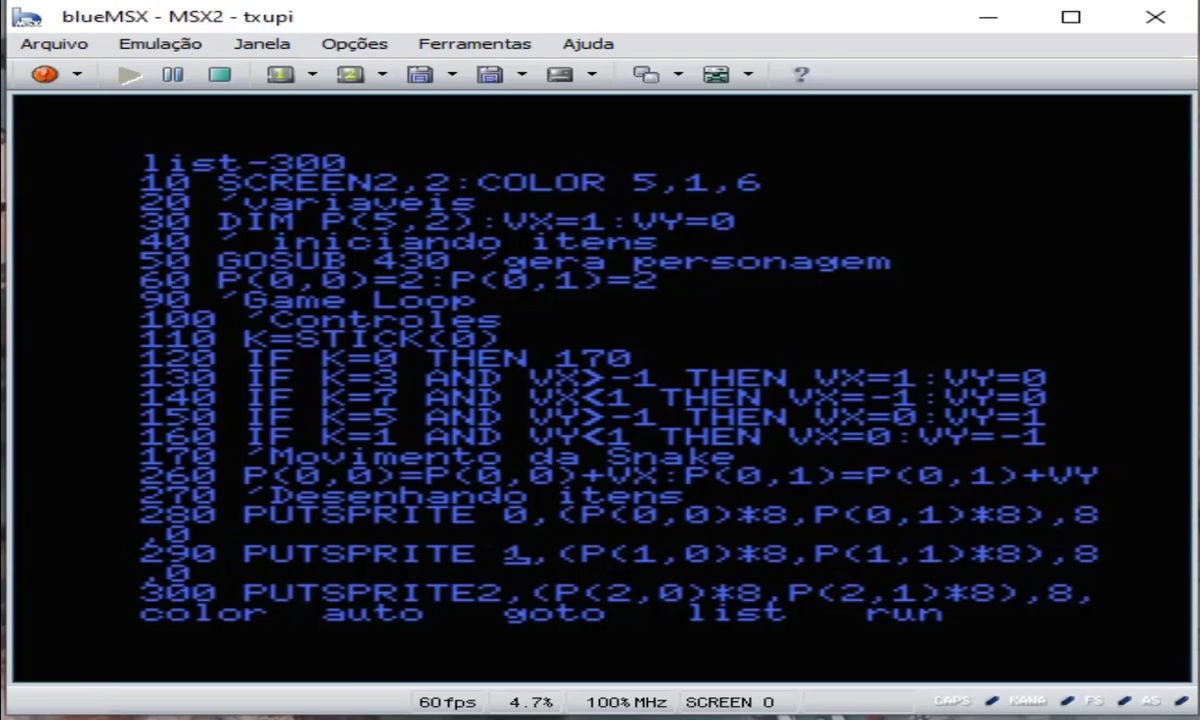 blueMSX - MSX2 - txupi
Arquivo Emulação Janela Opções Ferramentas Ajuda
list-300
10 SCREEN2,2:COLOR 5,1,6
20 'variaveis
30 DIM P(5,2):VX=1:VY=0
40 ' iniciando itens
50 GOSUB 430 'gera personagem
60 P(0,0)=2:P(0,1)=2
90 'Game Loop
100 'Controles
110 K=STICK(0)
120 IF K=0 THEN 170
130 IF K=3 AND VX>-1 THEN VX=1:VY=0
140 IF K=7 AND VX<1 THEN VX=-1:VY=0
150 IF K=5 AND VY>-1 THEN VX=0:VY=1
160 IF K=1 AND VY<1 THEN VX=0:VY=-1
170 'Movimento da Snake
260 P(0,0)=P(0,0)+VX:P(0,1)=P(0,1)+VY
270 'Desenhando itens
280 PUTSPRITE 0,(P(0,0)*8,P(0,1)*8),8
,0
290 PUTSPRITE 1,(P(1,0)*8,P(1,1)*8),8
,0
300 PUTSPRITE2,(P(2,0)*8,P(2,1)*8),8,
color auto goto list run
60fps 4.7% 100%MHz SCREEN 0 CAPS KANA FS AS